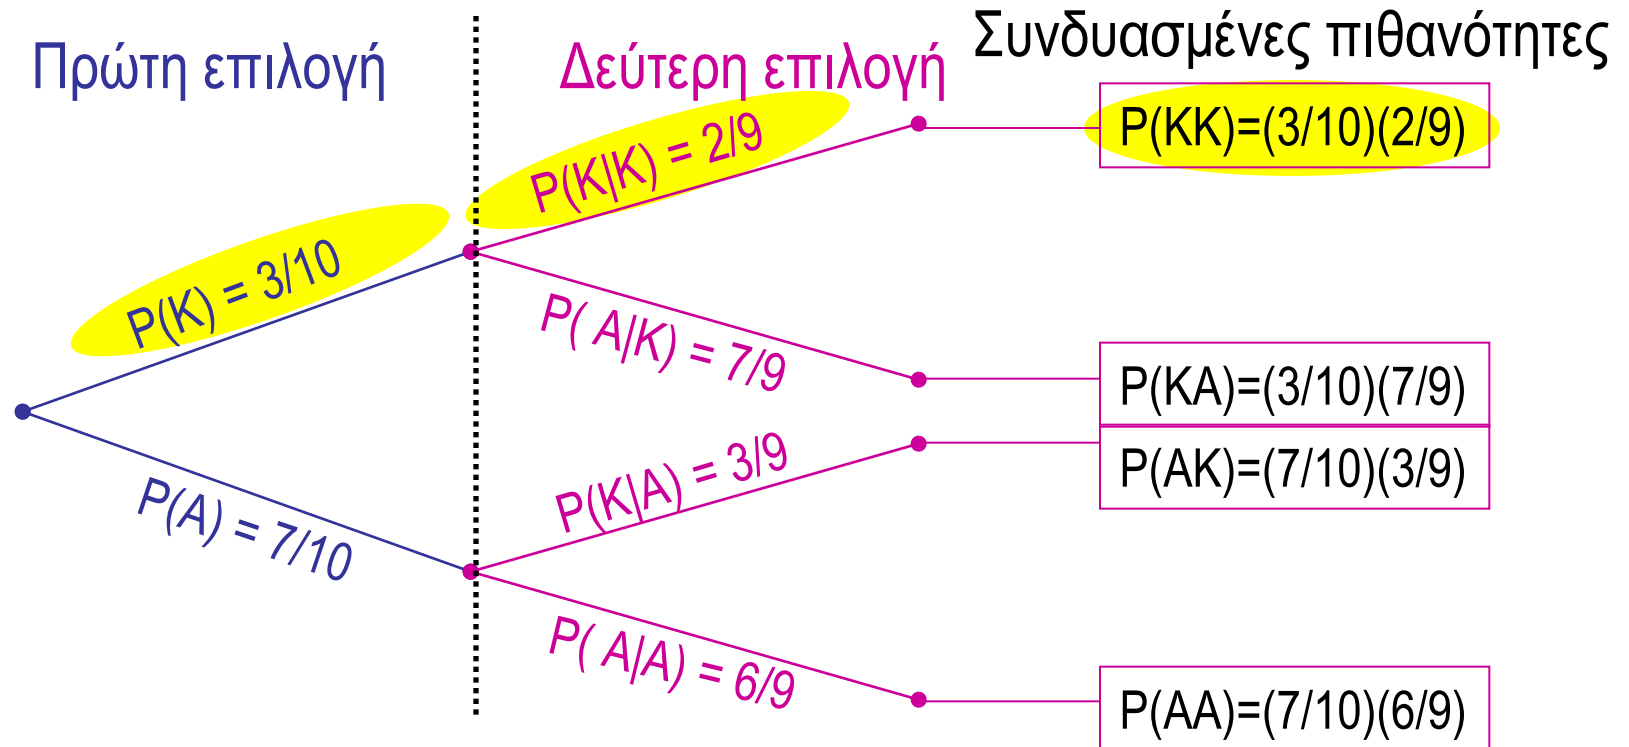 Πρώτη επιλογή
Δεύτερη επιλογή
Συνδυασμένες πιθανότητες
P(K) = 3/10
P(K|K) = 2/9
P(KK)=(3/10)(2/9)
P( A|K) = 7/9
P(KA)=(3/10)(7/9)
P(A) = 7/10
P(K|A) = 3/9
P(AK)=(7/10)(3/9)
P( A|A) = 6/9
P(AA)=(7/10)(6/9)